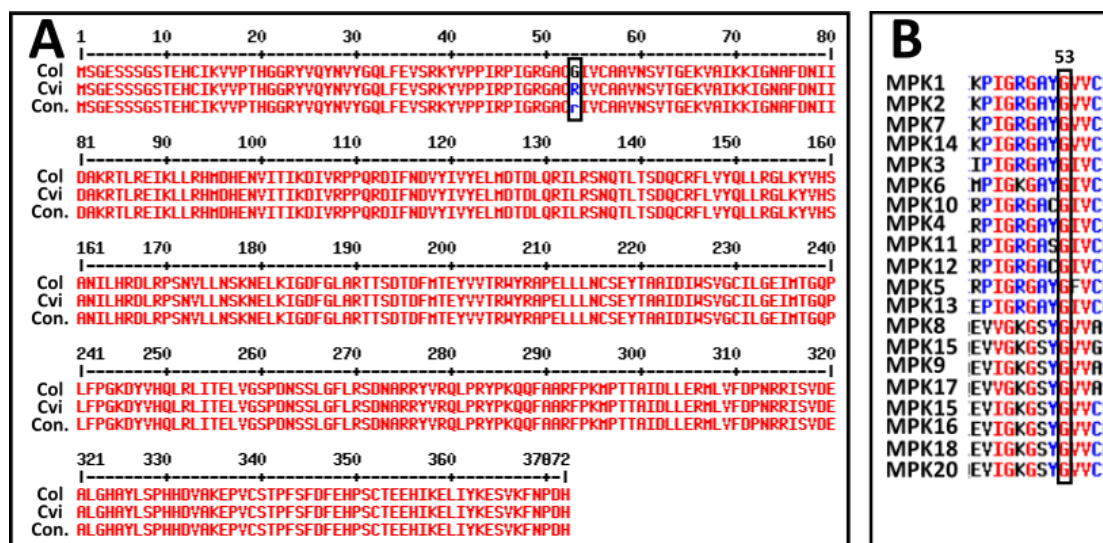 A
1 10 20 30 40 50 60 70 80
Col MSGESSSGSTEHCIKVVPTHGGRYVQYNVYGQLFEVSRKYVPPIRPIGRGACGIVCAAVNSVTGEKVAIKKIGNAFDNII
Cvi MSGESSSGSTEHCIKVVPTHGGRYVQYNVYGQLFEVSRKYVPPIRPIGRGACRIVCAAVNSVTGEKVAIKKIGNAFDNII
Con. MSGESSSGSTEHCIKVVPTHGGRYVQYNVYGQLFEVSRKYVPPIRPIGRGACrIVCAAVNSVTGEKVAIKKIGNAFDNII
81 90 100 110 120 130 140 150 160
Col DAKRTLREIKLLRHMDHENVITIKDIVRPPQRDIFNDVYIVYELMDTDLQRILRSNQTLTSDQCRFLVYQLLRGLKYVHS
Cvi DAKRTLREIKLLRHMDHENVITIKDIVRPPQRDIFNDVYIVYELMDTDLQRILRSNQTLTSDQCRFLVYQLLRGLKYVHS
Con. DAKRTLREIKLLRHMDHENVITIKDIVRPPQRDIFNDVYIVYELMDTDLQRILRSNQTLTSDQCRFLVYQLLRGLKYVHS
161 170 180 190 200 210 220 230 240
Col ANILHRDLRPSNVLLNSKNELKIGDFGLARTTSDTDFMTEYVVTRWYRAPELLLNCSEYTAAIDIWSVGCILGEIMTGQP
Cvi ANILHRDLRPSNVLLNSKNELKIGDFGLARTTSDTDFMTEYVVTRWYRAPELLLNCSEYTAAIDIWSVGCILGEIMTGQP
Con. ANILHRDLRPSNVLLNSKNELKIGDFGLARTTSDTDFMTEYVVTRWYRAPELLLNCSEYTAAIDIWSVGCILGEIMTGQP
241 250 260 270 280 290 300 310 320
Col LFPGKDYVHQLRLITELVGSPDNSSLGFLRSDNARRYVRQLPRYPKQQFAARFPKMPTTAIDLLERMLVFDPNRRISVDE
Cvi LFPGKDYVHQLRLITELVGSPDNSSLGFLRSDNARRYVRQLPRYPKQQFAARFPKMPTTAIDLLERMLVFDPNRRISVDE
Con. LFPGKDYVHQLRLITELVGSPDNSSLGFLRSDNARRYVRQLPRYPKQQFAARFPKMPTTAIDLLERMLVFDPNRRISVDE
321 330 340 350 360 370372
Col ALGHAYLSPHHDVAKEPVCSTPFSFDFEHPSCTEEHIKELIYKESVKFNPDH
Cvi ALGHAYLSPHHDVAKEPVCSTPFSFDFEHPSCTEEHIKELIYKESVKFNPDH
Con. ALGHAYLSPHHDVAKEPVCSTPFSFDFEHPSCTEEHIKELIYKESVKFNPDH
B
53
MPK1 KPIGRGAYGVVC
MPK2 KPIGRGAYGVVC
MPK7 KPIGRGAYGVVC
MPK14 KPIGRGAYGVVC
MPK3 IPIGRGAYGIVC
MPK6 MPIGKGAYGIVC
MPK10 RPIGRGACGIVC
MPK4 RPIGRGAYGIVC
MPK11 RPIGRGASGIVC
MPK12 RPIGRGACGIVC
MPK5 RPIGRGAYGFVC
MPK13 EPIGRGAYGIVC
MPK8 EVVGKGSYGVVA
MPK15 EVVGKGSYGVVG
MPK9 EVIGKGSYGVVA
MPK17 EVVGKGSYGVVA
MPK15 EVIGKGSYGVVC
MPK16 EVIGKGSYGVVC
MPK18 EVIGKGSYGVVC
MPK20 EVIGKGSYGVVC